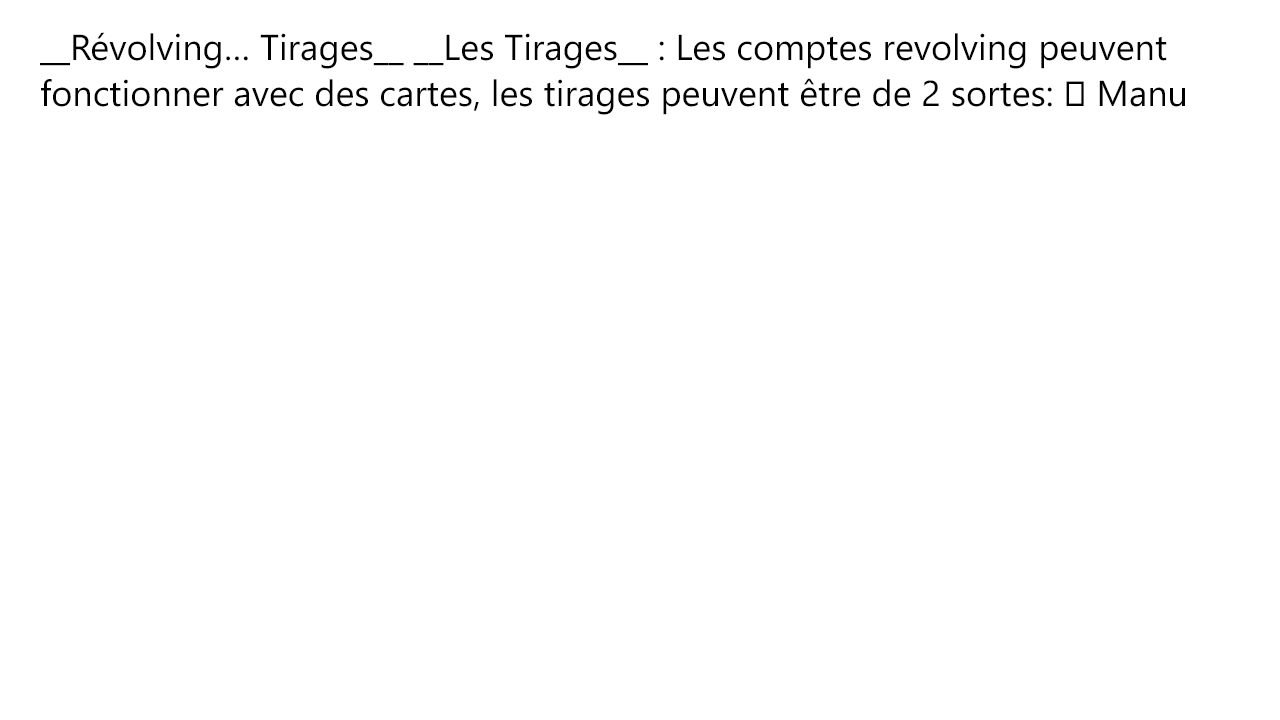 __Révolving... Tirages__ __Les Tirages__ : Les comptes revolving peuvent
fonctionner avec des cartes, les tirages peuvent être de 2 sortes: 	 Manu